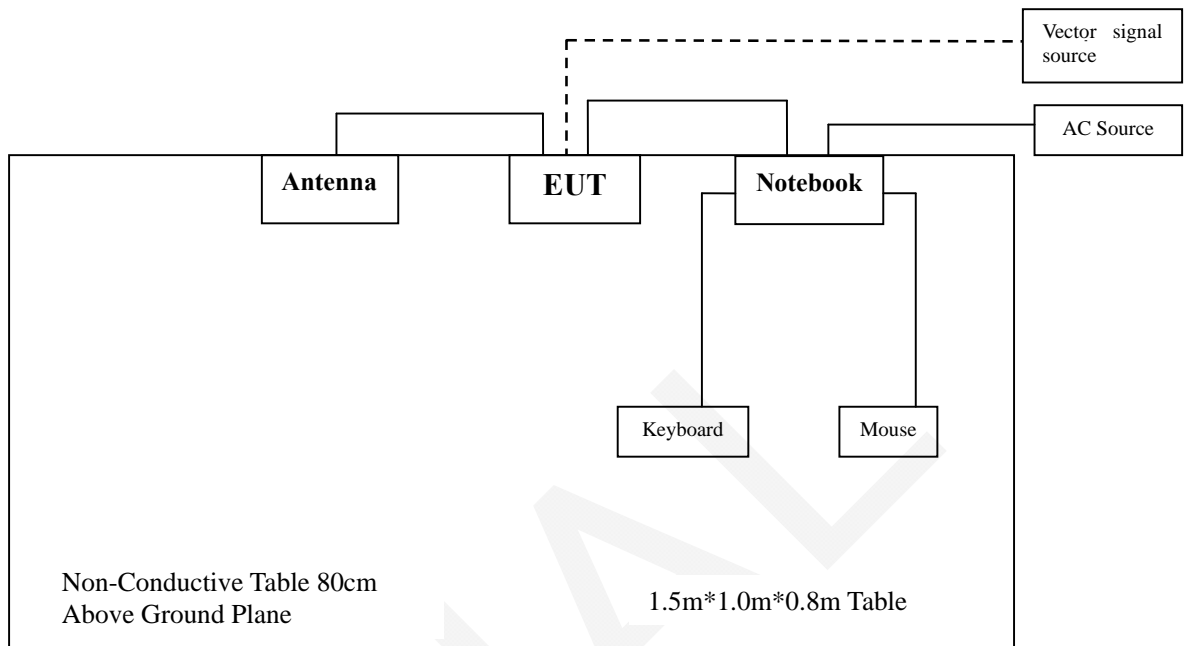 Vector signal
source
AC Source
Antenna
EUT
Notebook
Keyboard
Mouse
Non-Conductive Table 80cm
Above Ground Plane
1.5m*1.0m*0.8m Table